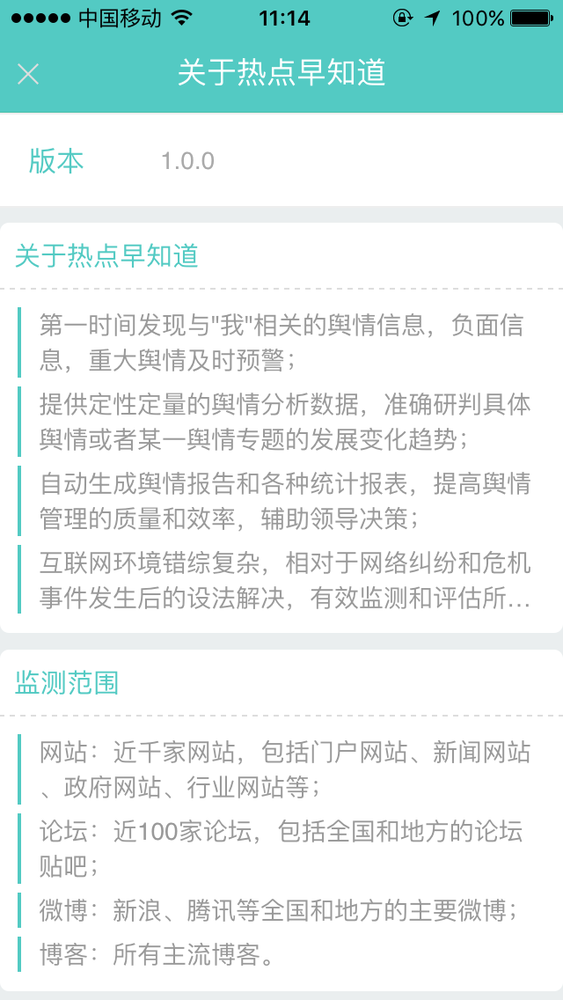 中国移动 11:14 100%
关于热点早知道
版本 1.0.0
关于热点早知道
第一时间发现与"我"相关的舆情信息，负面信
息，重大舆情及时预警；
提供定性定量的舆情分析数据，准确研判具体
舆情或者某一舆情专题的发展变化趋势；
自动生成舆情报告和各种统计报表，提高舆情
管理的质量和效率，辅助领导决策；
互联网环境错综复杂，相对于网络纠纷和危机
事件发生后的设法解决，有效监测和评估所…
监测范围
网站：近千家网站，包括门户网站、新闻网站
、政府网站、行业网站等；
论坛：近100家论坛，包括全国和地方的论坛
贴吧；
微博：新浪、腾讯等全国和地方的主要微博；
博客：所有主流博客。